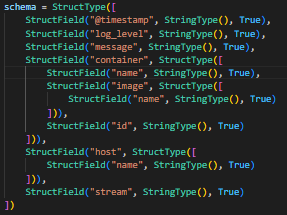 schema = StructType([
    StructField("@timestamp", StringType(), True),
    StructField("log_level", StringType(), True),
    StructField("message", StringType(), True),
    StructField("container", StructType([
        StructField("name", StringType(), True),
        StructField("image", StructType([
            StructField("name", StringType(), True)
        ])),
        StructField("id", StringType(), True)
    ])),
    StructField("host", StructType([
        StructField("name", StringType(), True)
    ])),
    StructField("stream", StringType(), True)
])